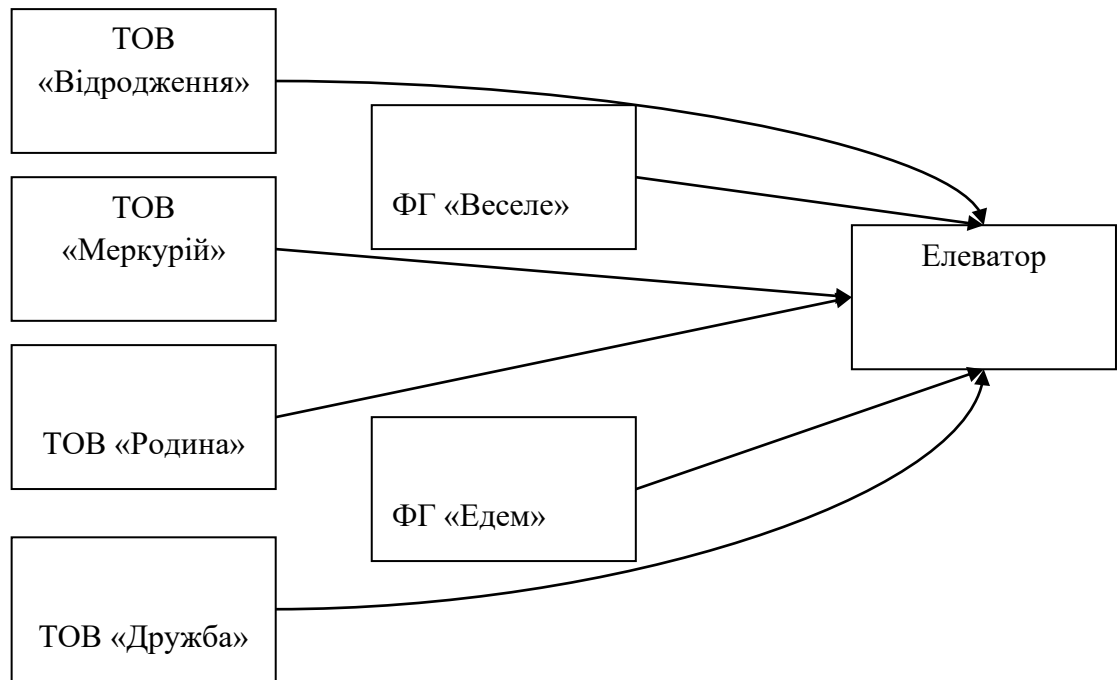 ТОВ
«Відродження»
ФГ «Веселе»
ТОВ
«Меркурій»
Елеватор
ТОВ «Родина»
ФГ «Едем»
ТОВ «Дружба»